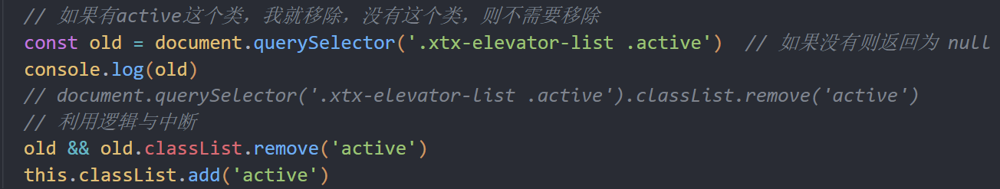 // 如果有active这个类，我就移除，没有这个类，则不需要移除
const old = document.querySelector('.xtx-elevator-list .active')  // 如果没有则返回为 null
console.log(old)
// document.querySelector('.xtx-elevator-list .active').classList.remove('active')
// 利用逻辑与中断
old && old.classList.remove('active')
this.classList.add('active')